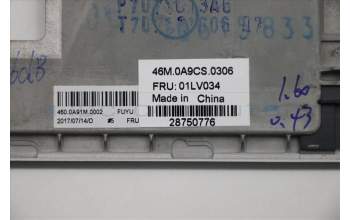 46M.0A9CS.0306
FRU: 01LV034
Made in China
460.0A91M.0002 FUYU
2017/07/14/D #5 FRU
28750776
1.60
0.43